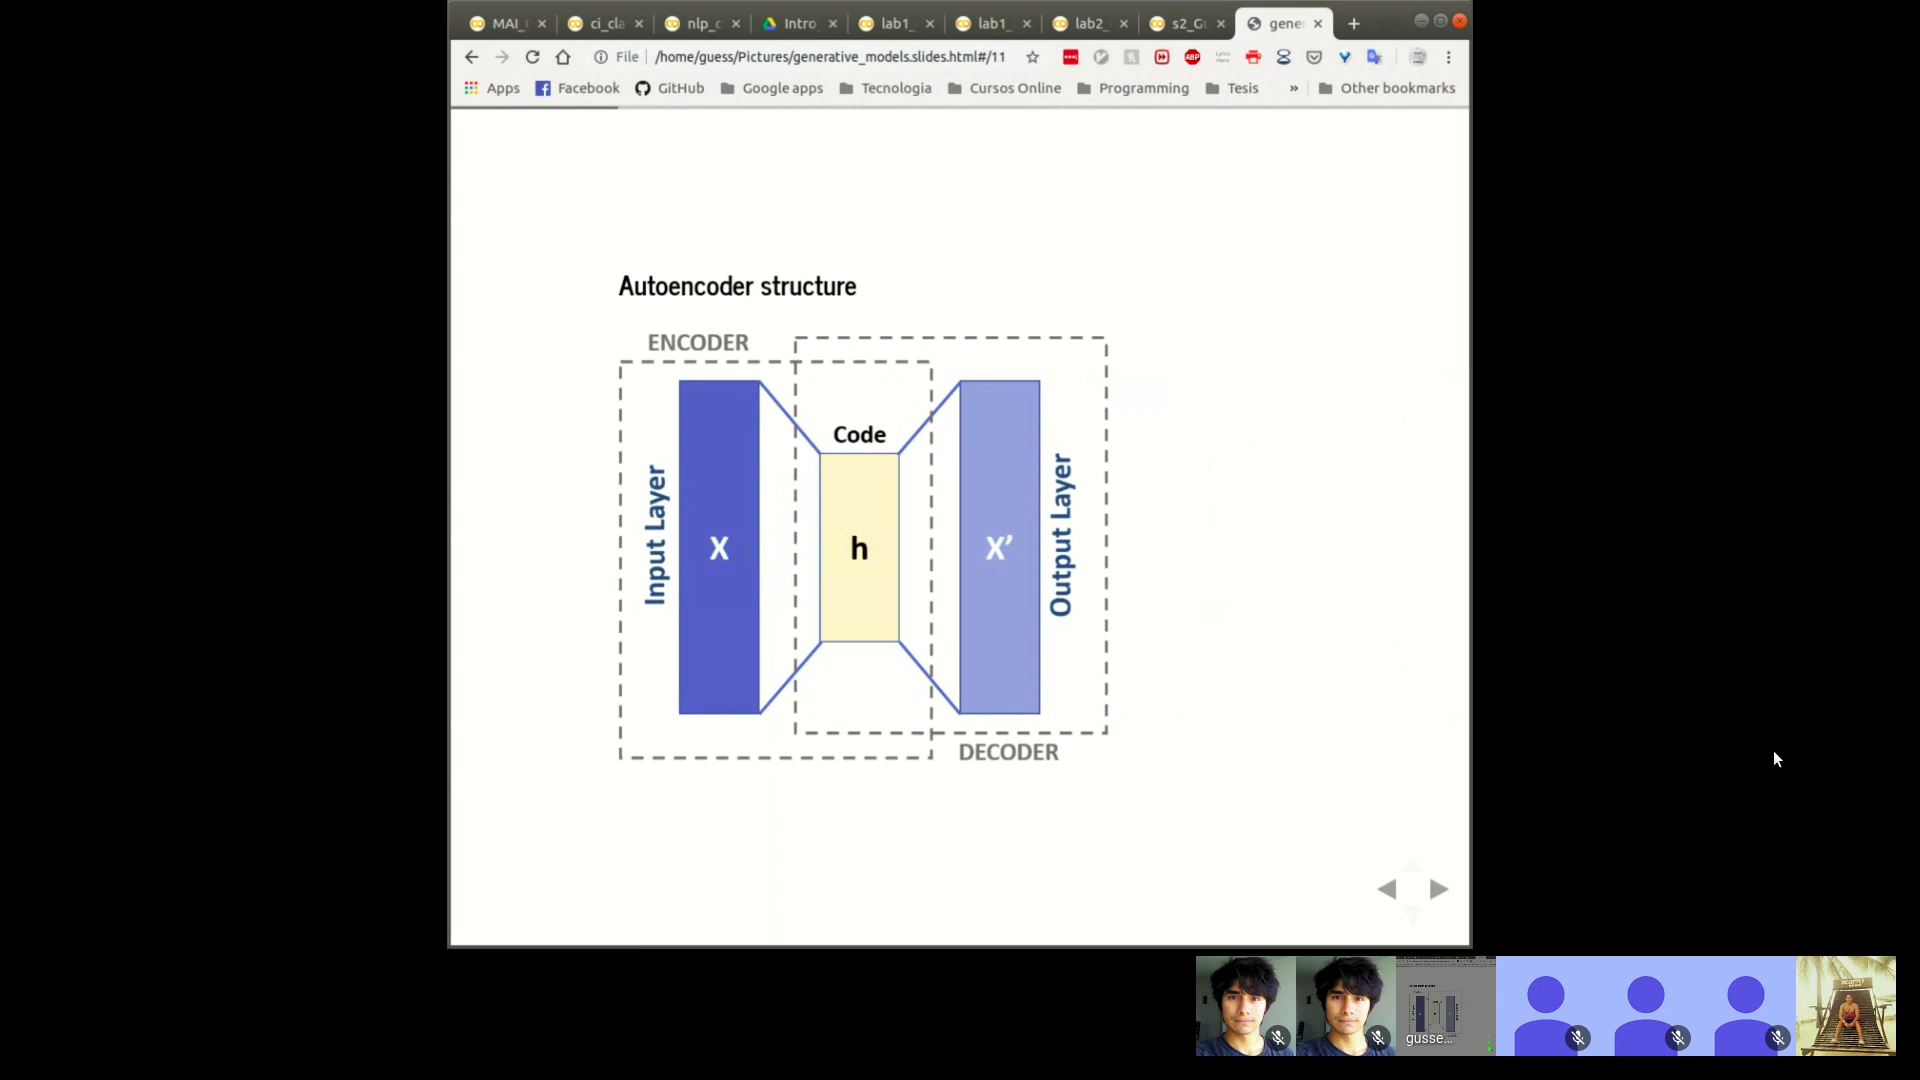 MAI_
ci_cla
nlp_c
Intro
lab1_
lab1_
lab2_
s2_Gu
gene
File
/home/guess/Pictures/generative_models.slides.html#/11
ABP
Apps
Facebook
GitHub
Google apps
Tecnologia
Cursos Online
Programming
Tesis
»
Other bookmarks
Autoencoder structure
ENCODER
Code
Input Layer
X
h
X’
Output Layer
DECODER
gusse...